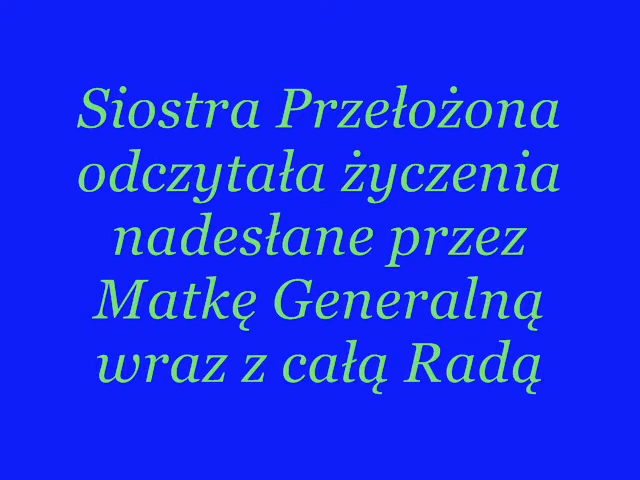 Siostra Przełożona
odczytała życzenia
nadesłane przez
Matkę Generalną
wraz z całą Radą